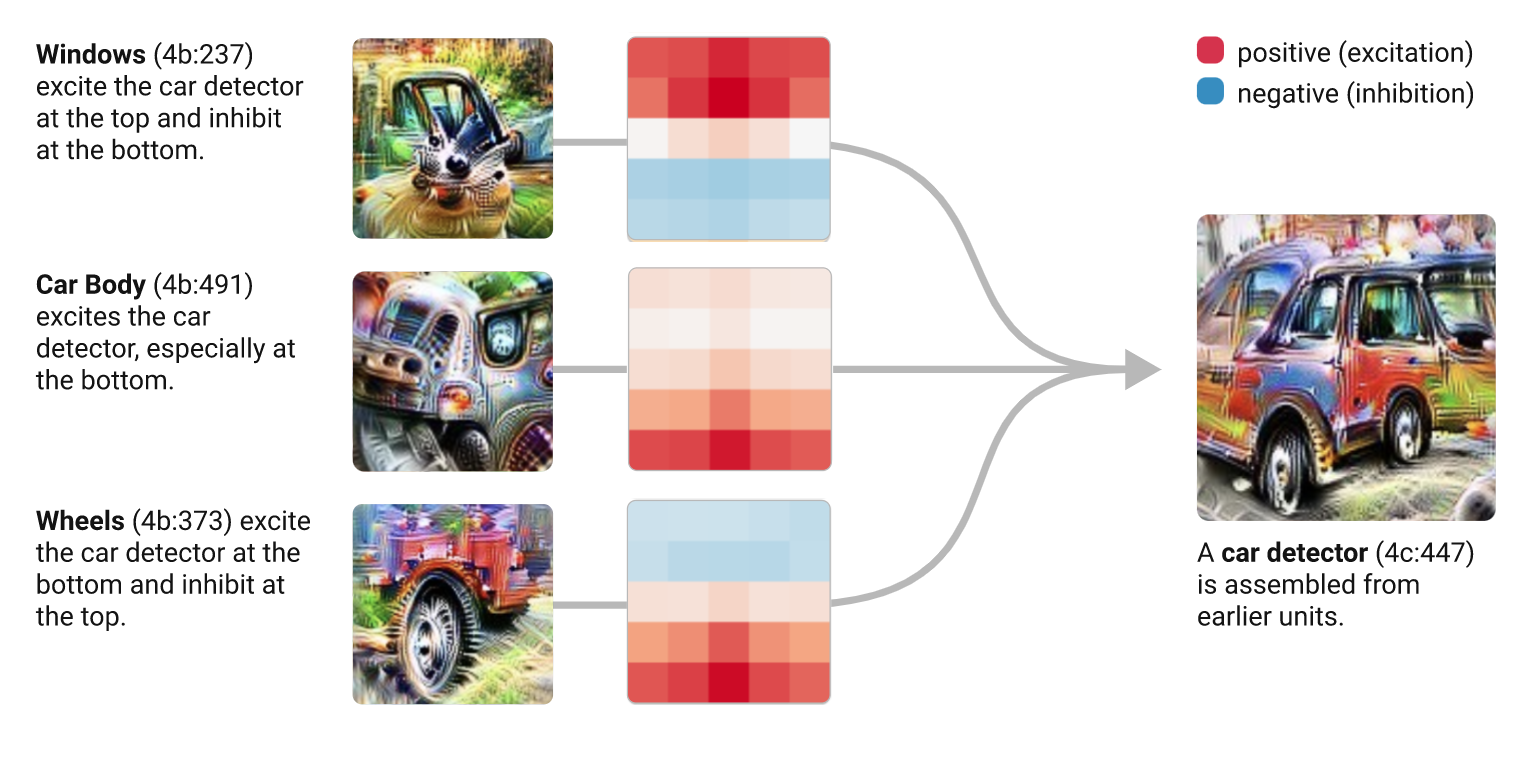 Windows (4b:237)
excite the car detector
at the top and inhibit
at the bottom.
Car Body (4b:491)
excites the car
detector, especially at
the bottom.
Wheels (4b:373) excite
the car detector at the
bottom and inhibit at
the top.
positive (excitation)
negative (inhibition)
A car detector (4c:447)
is assembled from
earlier units.